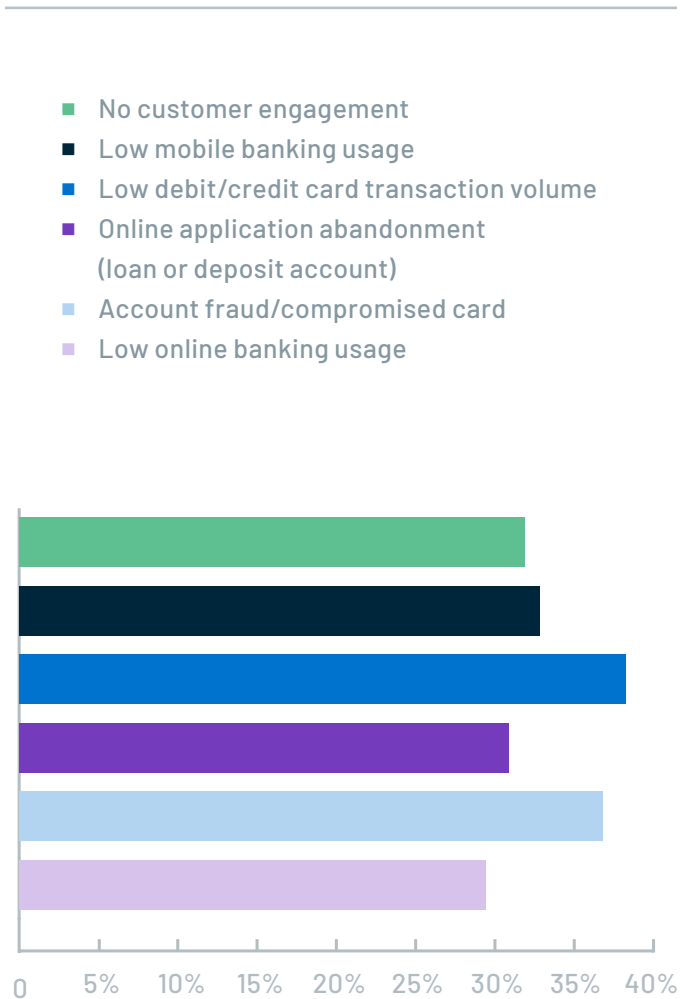 No customer engagement
Low mobile banking usage
Low debit/credit card transaction volume
Online application abandonment
(loan or deposit account)
Account fraud/compromised card
Low online banking usage
0 5% 10% 15% 20% 25% 30% 35% 40%